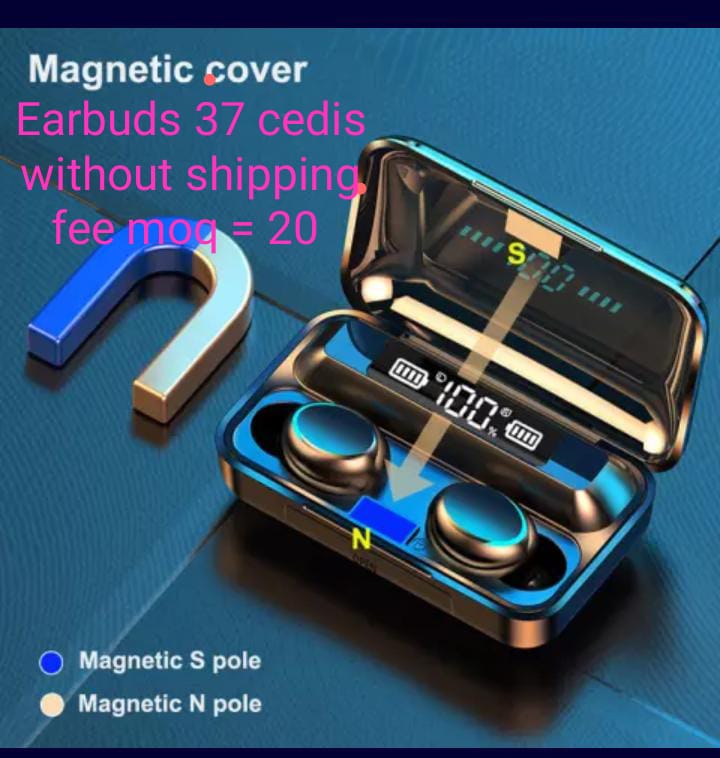 Magnetic cover
Earbuds 37 cedis
without shipping
fee moq = 20
S
100%
N
Magnetic S pole
Magnetic N pole